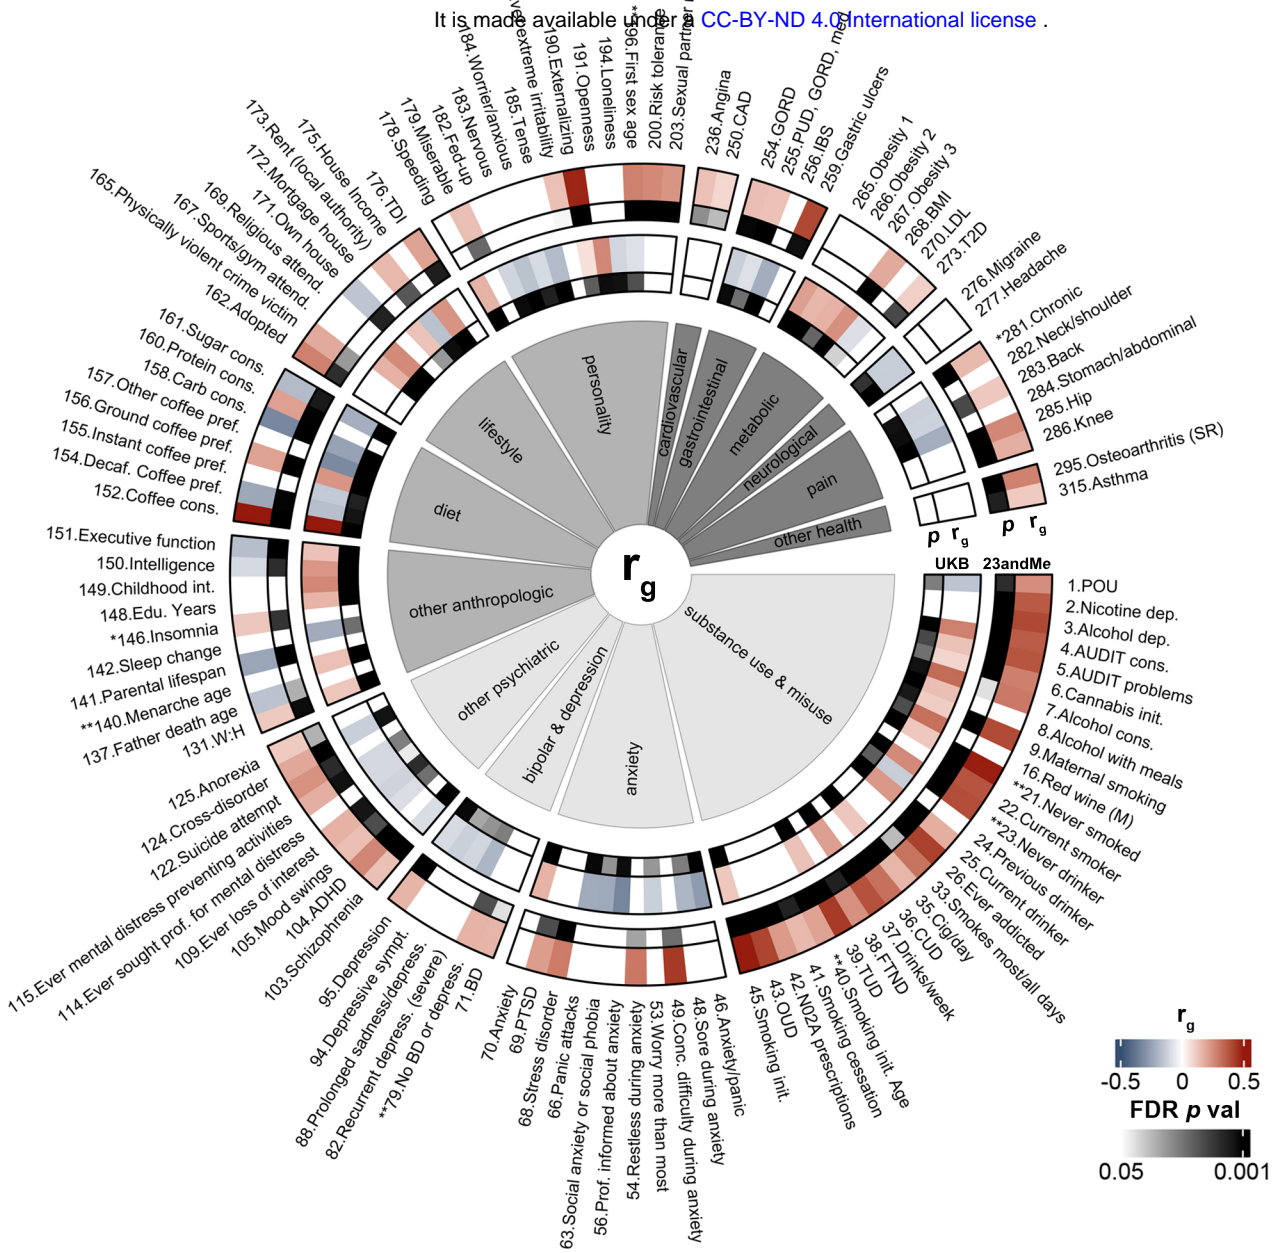 It is made available under a CC-BY-ND 4.0 International license .
1.POU
2.Nicotine dep.
3.Alcohol dep.
4.AUDIT cons.
5.AUDIT problems
6.Cannabis init.
7.Alcohol cons.
8.Alcohol with meals
9.Maternal smoking
16.Red wine (M)
**21.Never smoked
22.Current smoker
**23.Never drinker
24.Previous drinker
25.Current drinker
26.Ever addicted
33.Smokes most/all days
35.Cig/day
36.CUD
37.Drinks/week
38.FTND
39.TUD
**40.Smoking init. Age
41.Smoking cessation
42.N02A prescriptions
43.OUD
45.Smoking init.
46.Anxiety/panic
48.Sore during anxiety
49.Conc. difficulty during anxiety
53.Worry more than most
54.Restless during anxiety
56.Prof. informed about anxiety
63.Social anxiety or social phobia
66.Panic attacks
68.Stress disorder
69.PTSD
70.Anxiety
71.BD
**79.No BD or depress.
82.Recurrent depress. (severe)
88.Prolonged sadness/depress.
94.Depressive sympt.
95.Depression
103.Schizophrenia
104.ADHD
105.Mood swings
109.Ever loss of interest
114.Ever sought prof. for mental distress
115.Ever mental distress preventing activities
122.Suicide attempt
124.Cross-disorder
125.Anorexia
131.W:H
137.Father death age
**140.Menarche age
141.Parental lifespan
142.Sleep change
*146.Insomnia
148.Edu. Years
149.Childhood int.
150.Intelligence
151.Executive function
152.Coffee cons.
154.Decaf. Coffee pref.
155.Instant coffee pref.
156.Ground coffee pref.
157.Other coffee pref.
158.Carb cons.
160.Protein cons.
161.Sugar cons.
162.Adopted
165.Physically violent crime victim
167.Sports/gym attend.
169.Religious attend.
171.Own house
172.Mortgage house
173.Rent (local authority)
175.House Income
176.TDI
178.Speeding
179.Miserable
182.Fed-up
183.Nervous
184.Worrier/anxious
185.Tense
extreme irritability
190.Externalizing
191.Openness
194.Loneliness
196.First sex age
200.Risk tolerance
203.Sexual partner
236.Angina
250.CAD
254.GORD
255.PUD, GORD, med
256.IBS
259.Gastric ulcers
265.Obesity 1
266.Obesity 2
267.Obesity 3
268.BMI
270.LDL
273.T2D
276.Migraine
277.Headache
*281.Chronic
282.Neck/shoulder
283.Back
284.Stomach/abdominal
285.Hip
286.Knee
295.Osteoarthritis (SR)
315.Asthma
p rg
p rg
UKB
23andMe
rg
substance use & misuse
anxiety
bipolar & depression
other psychiatric
other anthropologic
diet
lifestyle
personality
cardiovascular
gastrointestinal
metabolic
neurological
pain
other health
rg
-0.5 0 0.5
FDR p val
0.05 0.001